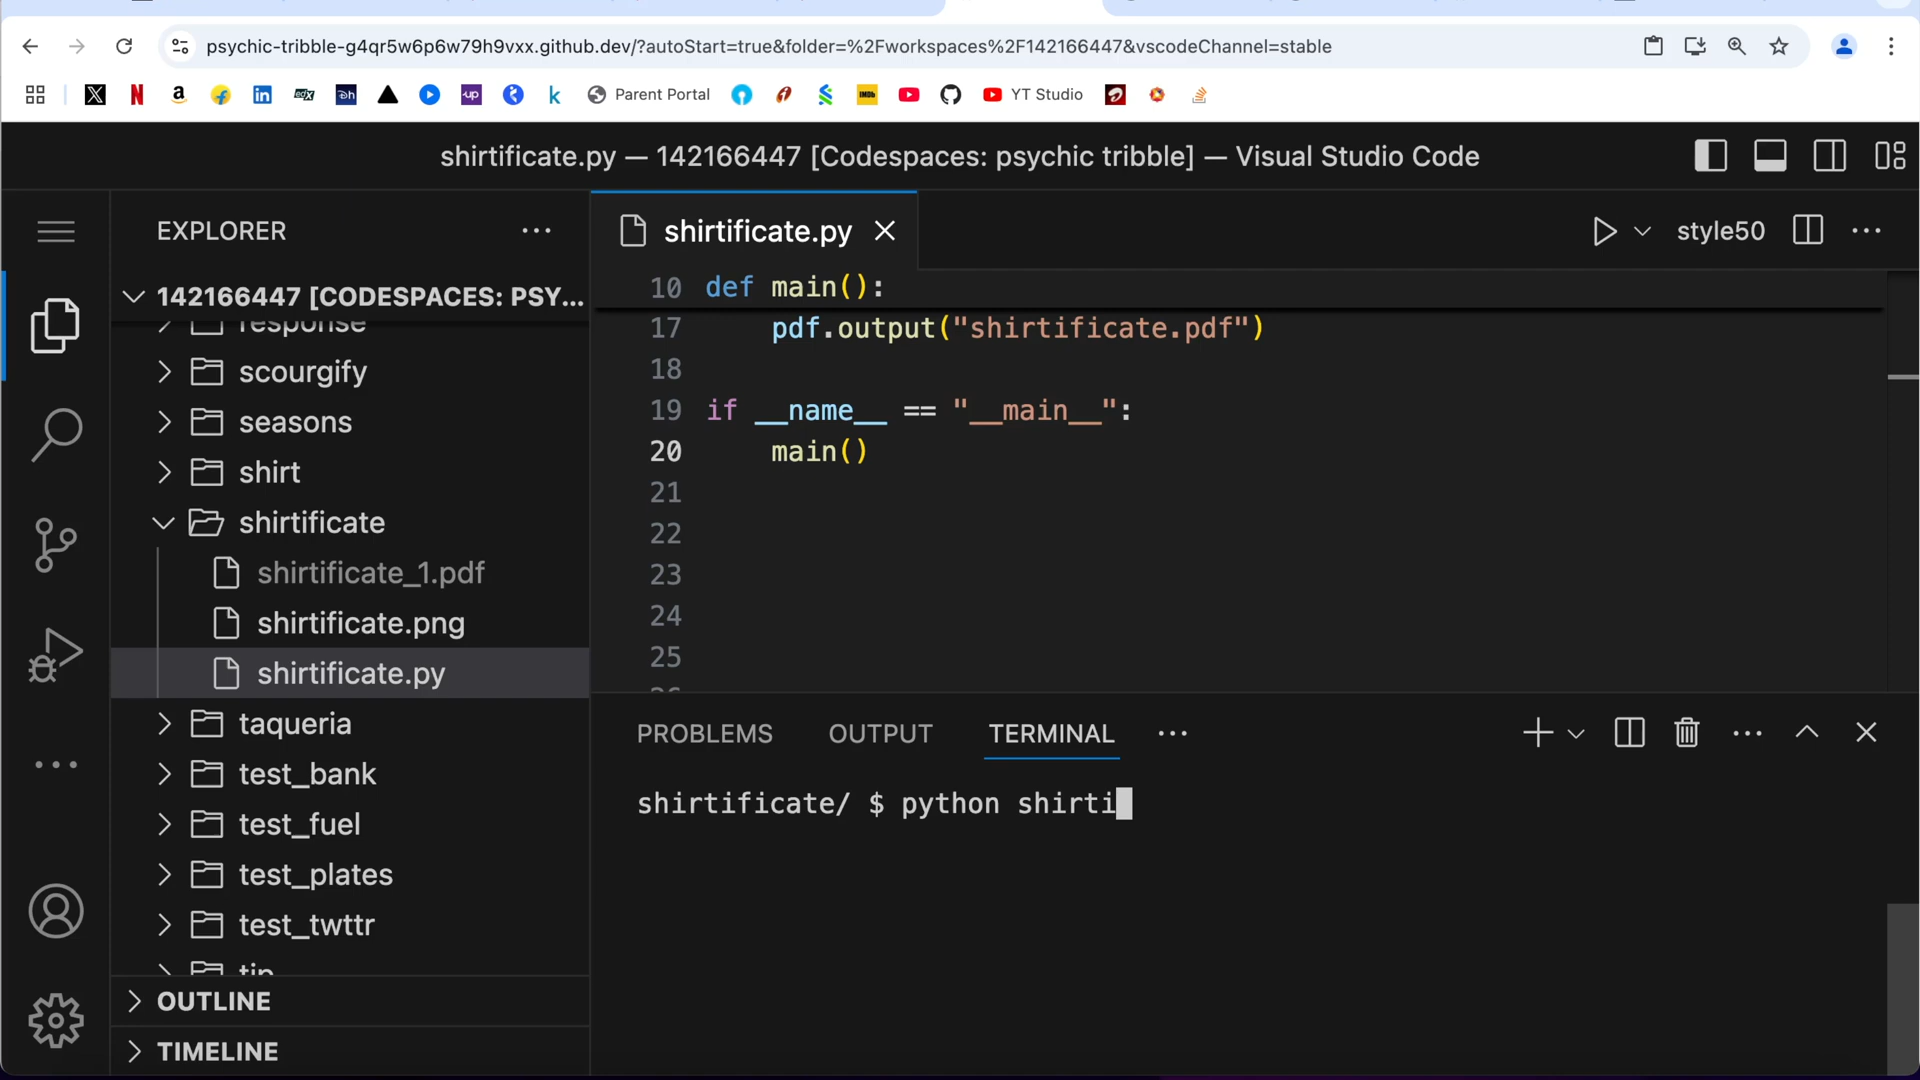 psychic-tribble-g4qr5w6p6w79h9vxx.github.dev/?autoStart=true&folder=%2Fworkspaces%2F142166447&vscodeChannel=stable
Parent Portal
YT Studio
shirtificate.py — 142166447 [Codespaces: psychic tribble] — Visual Studio Code
EXPLORER
142166447 [CODESPACES: PSY...
response
scourgify
seasons
shirt
shirtificate
shirtificate_1.pdf
shirtificate.png
shirtificate.py
taqueria
test_bank
test_fuel
test_plates
test_twttr
tip
OUTLINE
TIMELINE
shirtificate.py
style50
10 def main():
17 pdf.output("shirtificate.pdf")
18
19 if __name__ == "__main__":
20 main()
21
22
23
24
25
PROBLEMS OUTPUT TERMINAL
shirtificate/ $ python shirti